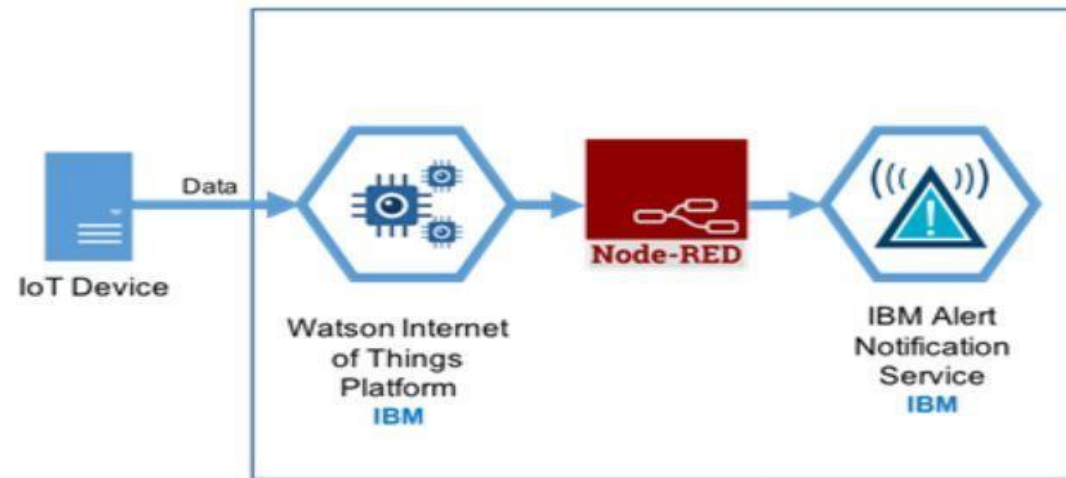 Data
IoT Device
Watson Internet
of Things
Platform
IBM
Node-RED
IBM Alert
Notification
Service
IBM